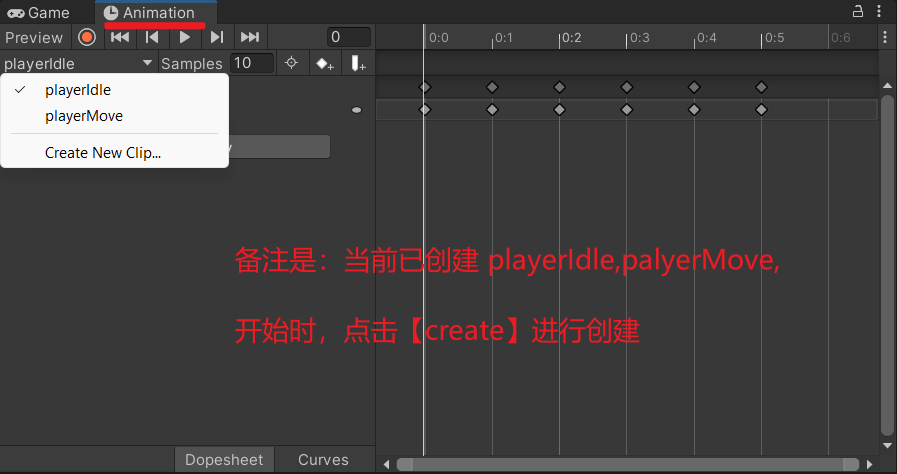 Game Animation
Preview 0 0:0 0:1 0:2 0:3 0:4 0:5 0:6
playerIdle Samples 10
playerIdle
playerMove
Create New Clip...
备注是：当前已创建 playerIdle,palyerMove,
开始时，点击【create】进行创建
Dopesheet Curves